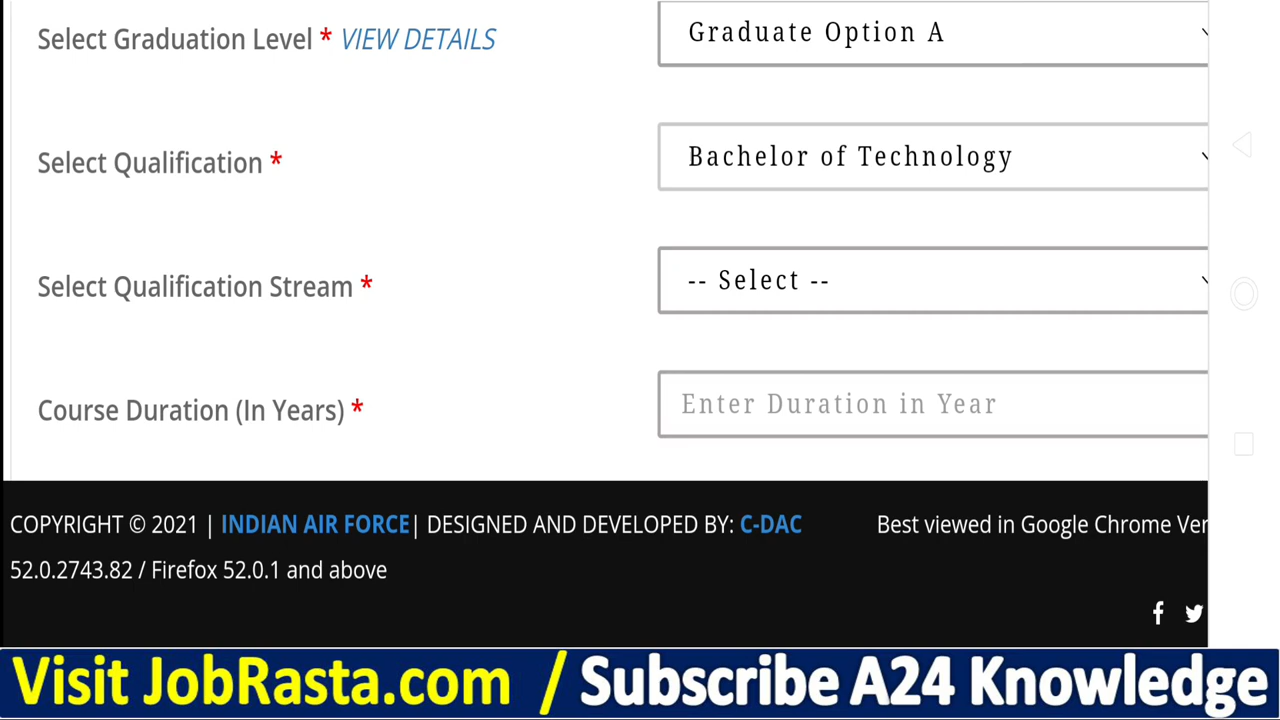 Select Graduation Level * VIEW DETAILS
Graduate Option A
Select Qualification *
Bachelor of Technology
Select Qualification Stream *
-- Select --
Course Duration (In Years) *
Enter Duration in Year
COPYRIGHT © 2021 | INDIAN AIR FORCE| DESIGNED AND DEVELOPED BY: C-DAC Best viewed in Google Chrome Ver
52.0.2743.82 / Firefox 52.0.1 and above
Visit JobRasta.com / Subscribe A24 Knowledge